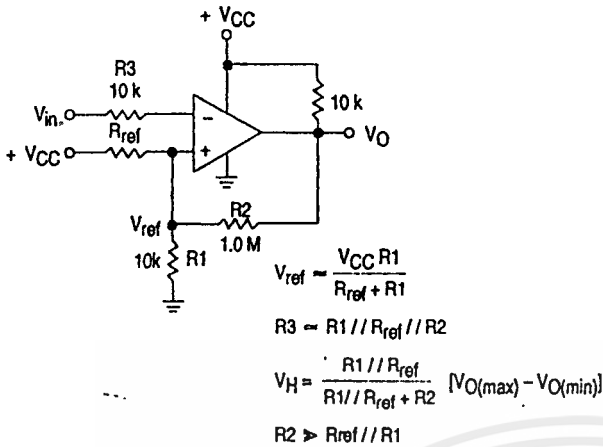 + VCC
R3
10 k
10 k
Vin
Rref
VO
+ VCC
−
+
Vref
R2
1.0 M
10k
R1
Vref ≃ VCC R1
Rref + R1
R3 ≃ R1 // Rref // R2
VH = R1 // Rref [VO(max) − VO(min)]
R1// Rref + R2
R2 ≫ Rref // R1